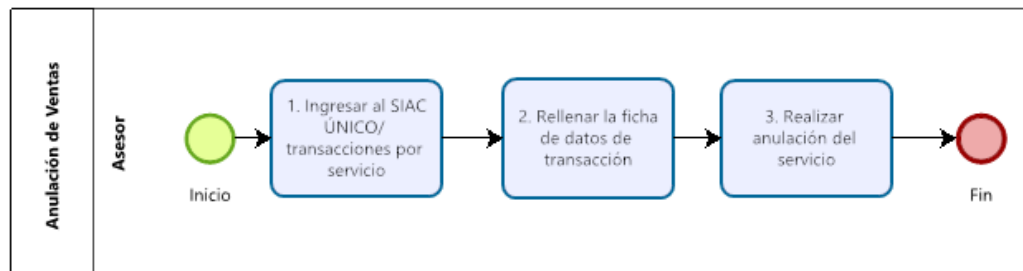 Anulación de Ventas
Asesor
Inicio
1. Ingresar al SIAC
ÚNICO/
transacciones por
servicio
2. Rellenar la ficha
de datos de
transacción
3. Realizar
anulación del
servicio
Fin